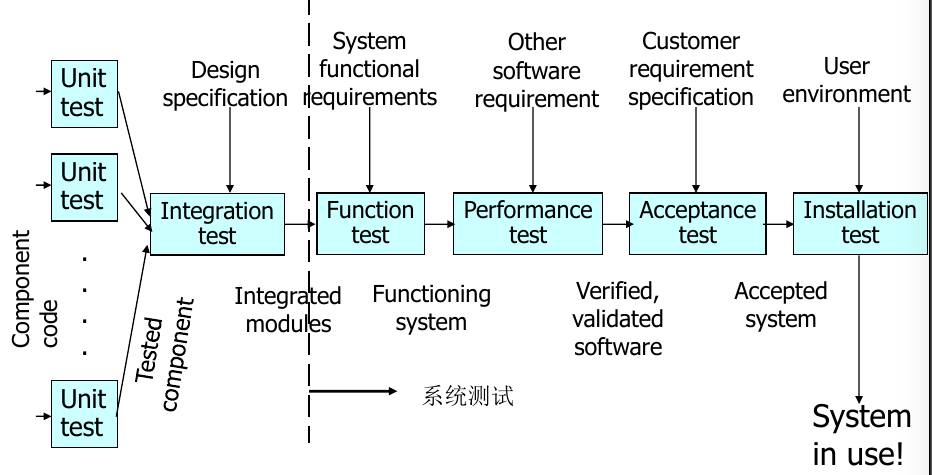 System
functional
requirements
Other
software
requirement
Customer
requirement
specification
User
environment
Design
specification
Unit
test
Unit
test
Integration
test
Function
test
Performance
test
Acceptance
test
Installation
test
Component
code
.
.
.
.
Tested
component
Integrated
modules
Functioning
system
Verified,
validated
software
Accepted
system
Unit
test
系统测试
System
in use!